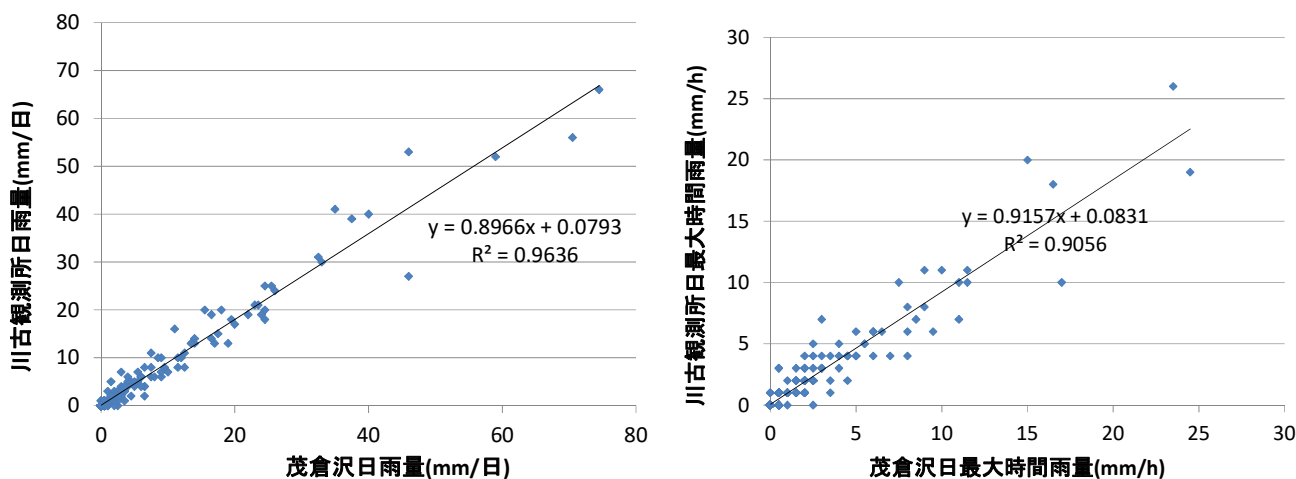 川古観測所日雨量(mm/日)
80
70
60
50
40
30
20
10
0
y = 0.8966x + 0.0793
R² = 0.9636
0 20 40 60 80
茂倉沢日雨量(mm/日)
川古観測所日最大時間雨量(mm/h)
30
25
20
15
10
5
0
y = 0.9157x + 0.0831
R² = 0.9056
0 5 10 15 20 25 30
茂倉沢日最大時間雨量(mm/h)